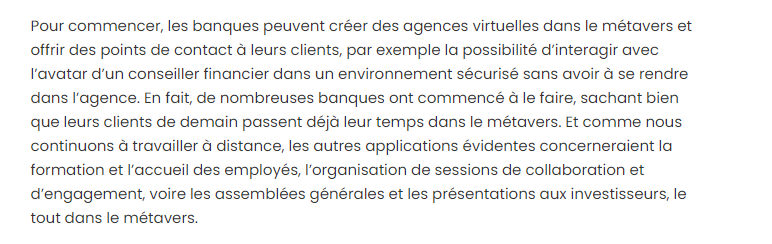 Pour commencer, les banques peuvent créer des agences virtuelles dans le métavers et
offrir des points de contact à leurs clients, par exemple la possibilité d’interagir avec
l’avatar d’un conseiller financier dans un environnement sécurisé sans avoir à se rendre
dans l’agence. En fait, de nombreuses banques ont commencé à le faire, sachant bien
que leurs clients de demain passent déjà leur temps dans le métavers. Et comme nous
continuons à travailler à distance, les autres applications évidentes concerneraient la
formation et l’accueil des employés, l’organisation de sessions de collaboration et
d’engagement, voire les assemblées générales et les présentations aux investisseurs, le
tout dans le métavers.